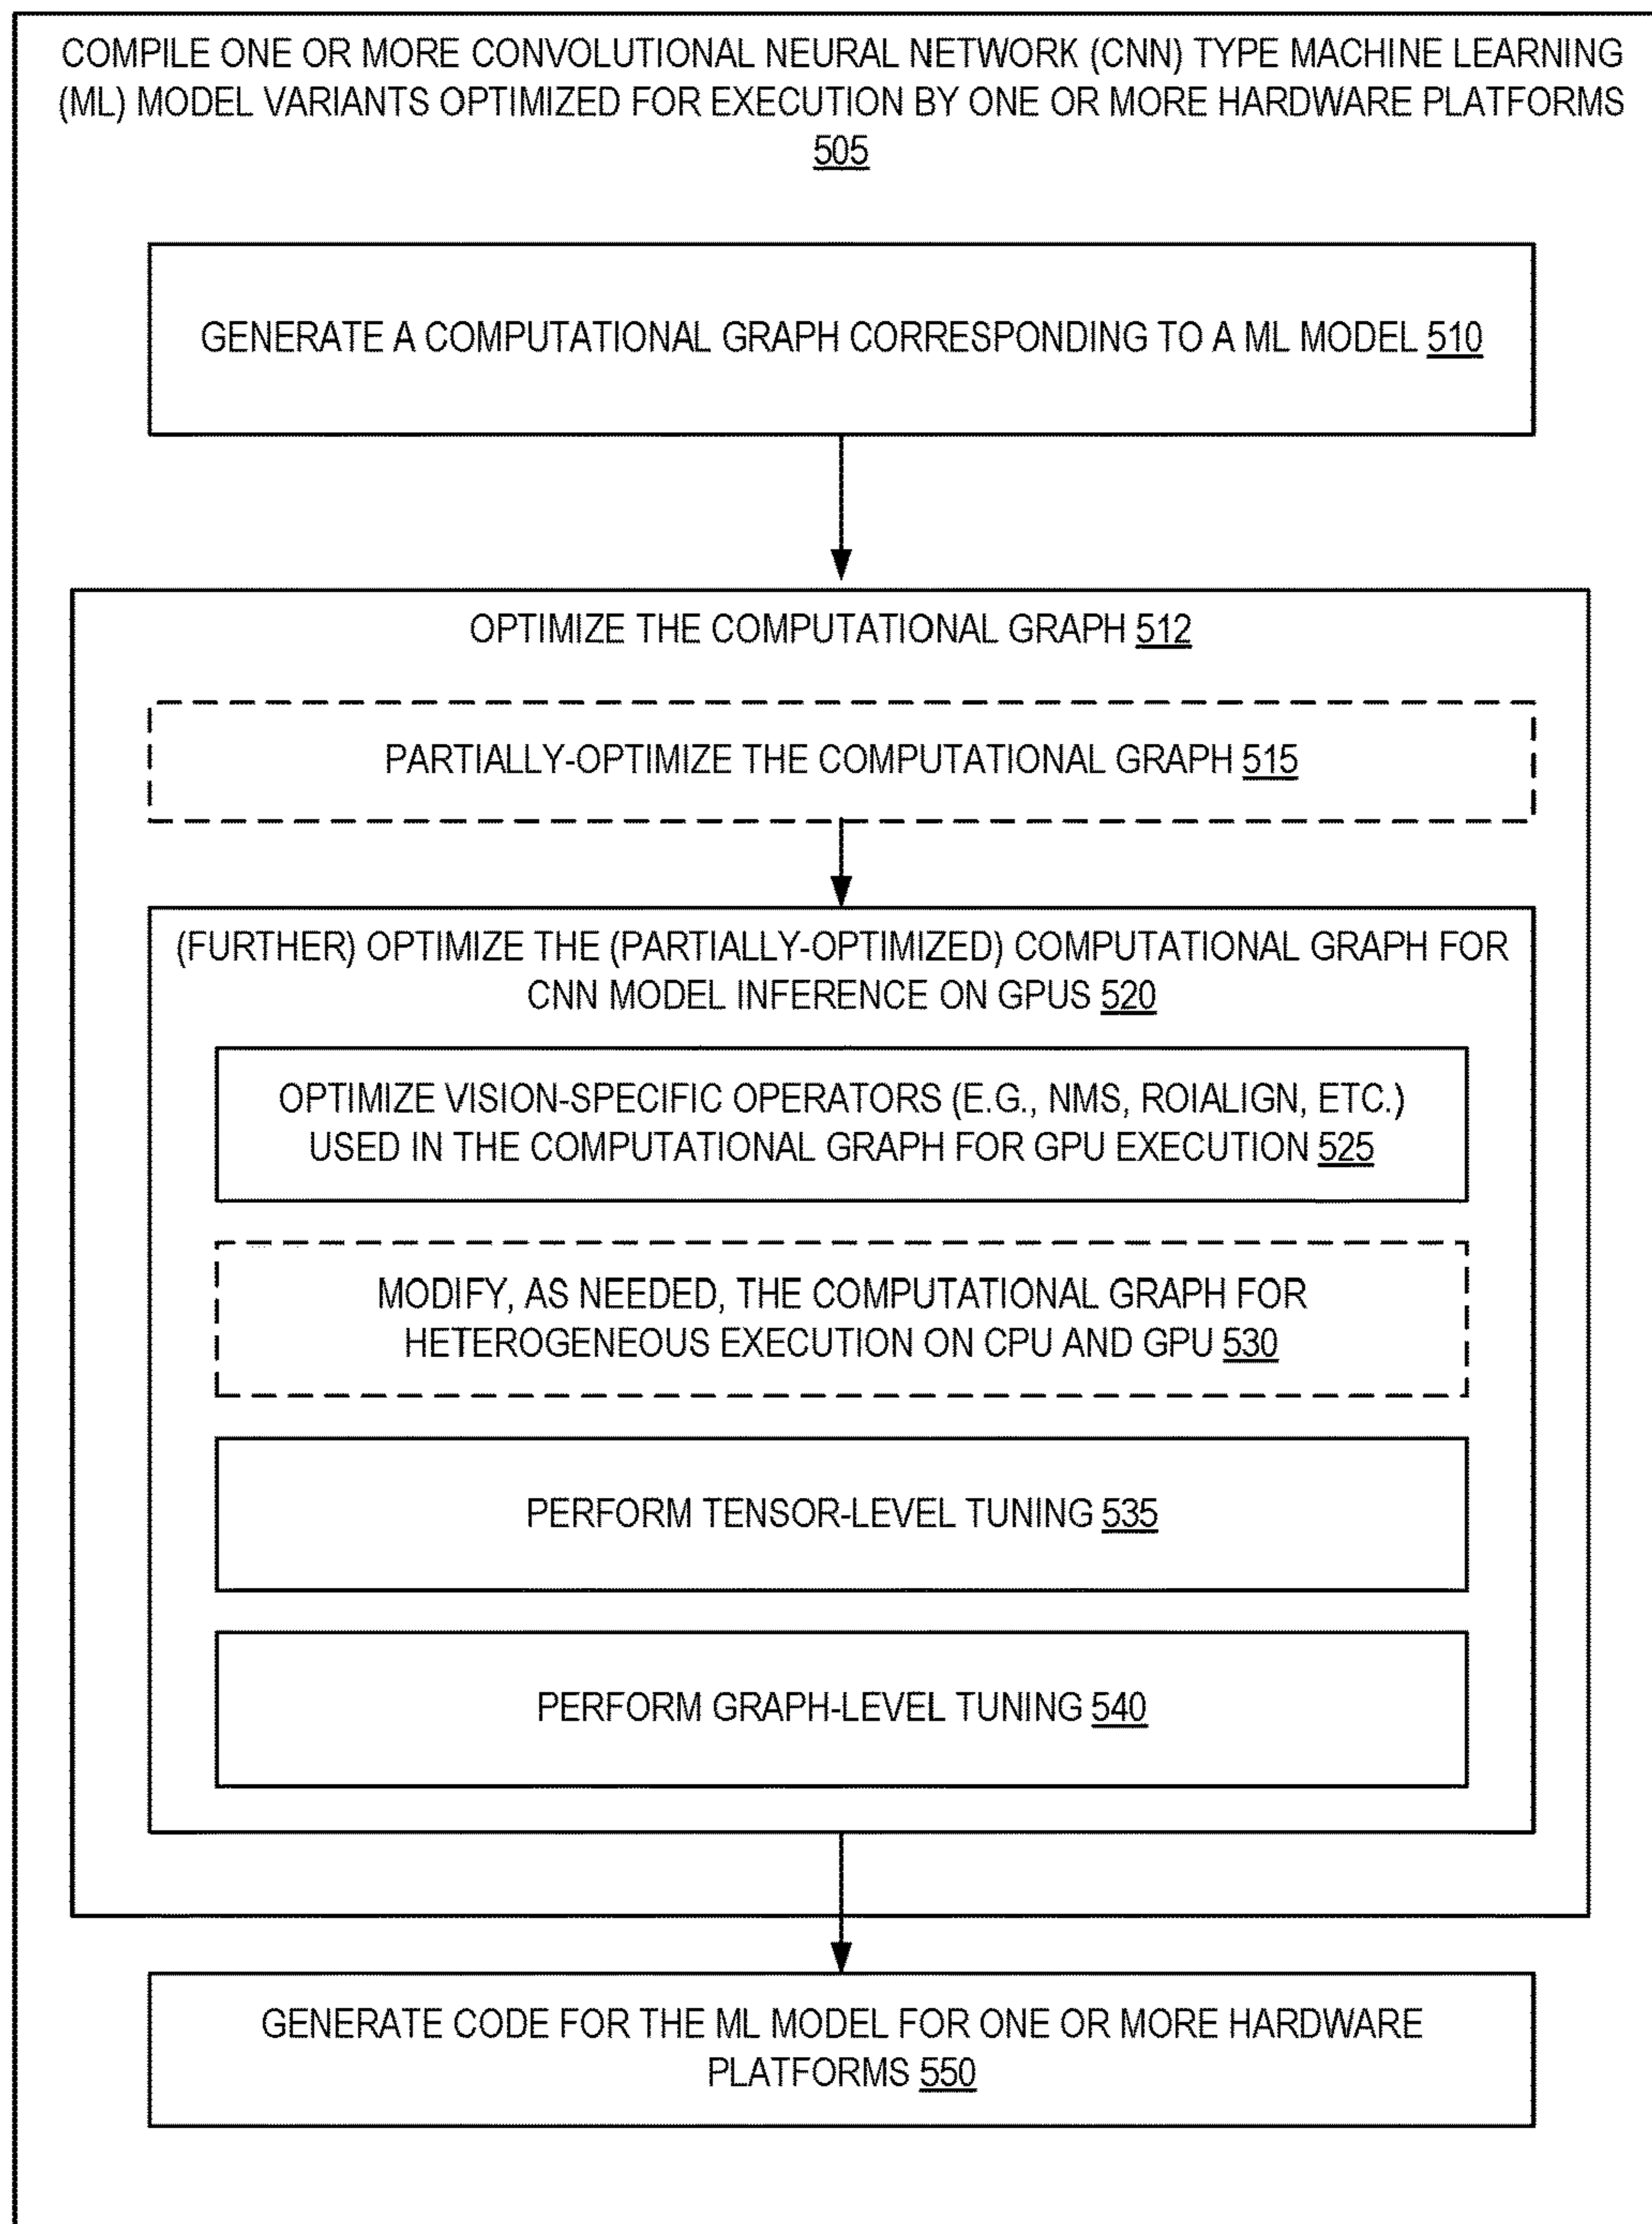 COMPILE ONE OR MORE CONVOLUTIONAL NEURAL NETWORK (CNN) TYPE MACHINE LEARNING
(ML) MODEL VARIANTS OPTIMIZED FOR EXECUTION BY ONE OR MORE HARDWARE PLATFORMS
505
GENERATE A COMPUTATIONAL GRAPH CORRESPONDING TO A ML MODEL 510
OPTIMIZE THE COMPUTATIONAL GRAPH 512
PARTIALLY-OPTIMIZE THE COMPUTATIONAL GRAPH 515
(FURTHER) OPTIMIZE THE (PARTIALLY-OPTIMIZED) COMPUTATIONAL GRAPH FOR
CNN MODEL INFERENCE ON GPUS 520
OPTIMIZE VISION-SPECIFIC OPERATORS (E.G., NMS, ROIALIGN, ETC.)
USED IN THE COMPUTATIONAL GRAPH FOR GPU EXECUTION 525
MODIFY, AS NEEDED, THE COMPUTATIONAL GRAPH FOR
HETEROGENEOUS EXECUTION ON CPU AND GPU 530
PERFORM TENSOR-LEVEL TUNING 535
PERFORM GRAPH-LEVEL TUNING 540
GENERATE CODE FOR THE ML MODEL FOR ONE OR MORE HARDWARE
PLATFORMS 550